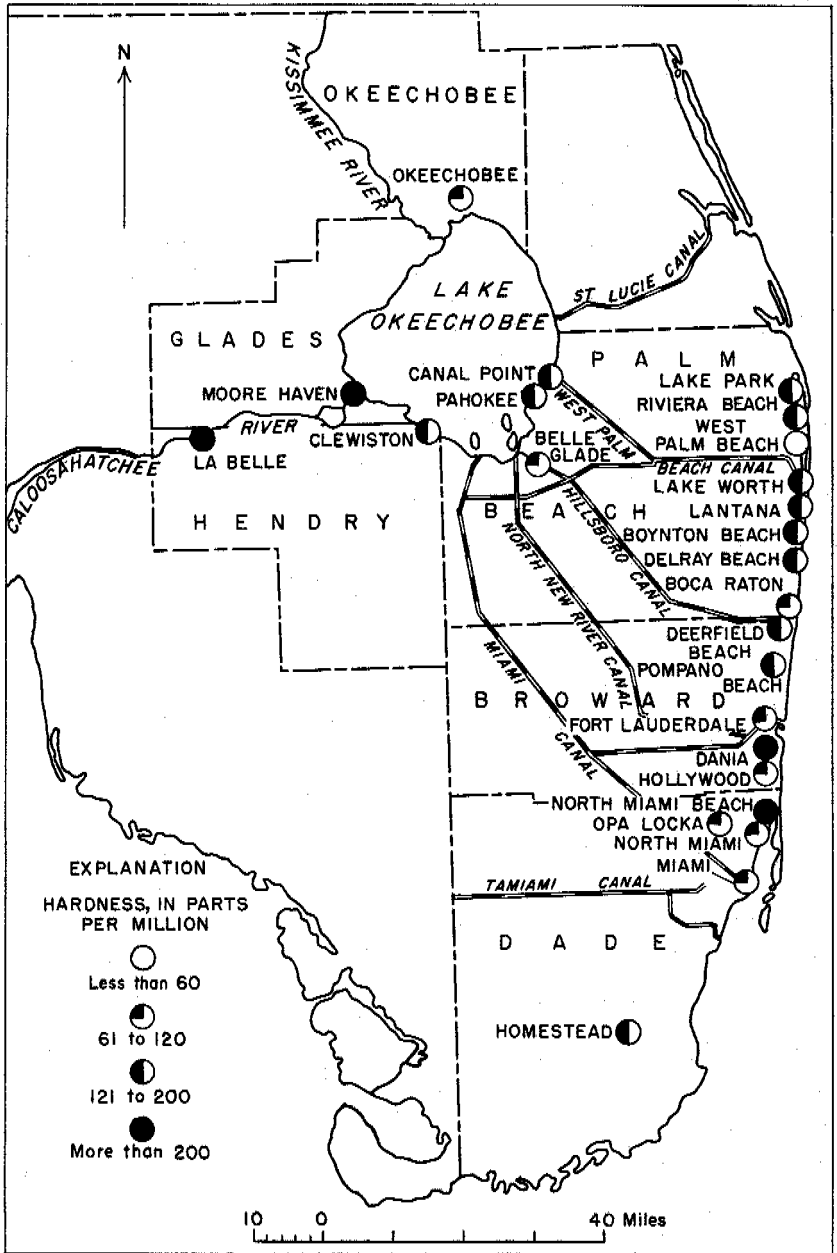 N
KISSIMMEE RIVER
OKEECHOBEE
OKEECHOBEE
LAKE
OKEECHOBEE
ST LUCIE CANAL
GLADES
PALM
CANAL POINT
LAKE PARK
MOORE HAVEN
PAHOKEE
RIVIERA BEACH
WEST PALM
WEST
PALM BEACH
RIVER
CLEWISTON
BELLE
GLADE
BEACH CANAL
CALOOSAHATCHEE
LA BELLE
LAKE WORTH
HENDRY
BEACH
LANTANA
HILLSBORO CANAL
BOYNTON BEACH
NORTH NEW RIVER CANAL
DELRAY BEACH
BOCA RATON
DEERFIELD
BEACH
MIAMI
POMPANO
BEACH
BROWARD
FORT LAUDERDALE
CANAL
DANIA
HOLLYWOOD
NORTH MIAMI BEACH
OPA LOCKA
NORTH MIAMI
MIAMI
TAMIAMI CANAL
DADE
HOMESTEAD
EXPLANATION
HARDNESS, IN PARTS
PER MILLION
Less than 60
61 to 120
121 to 200
More than 200
10 0 40 Miles